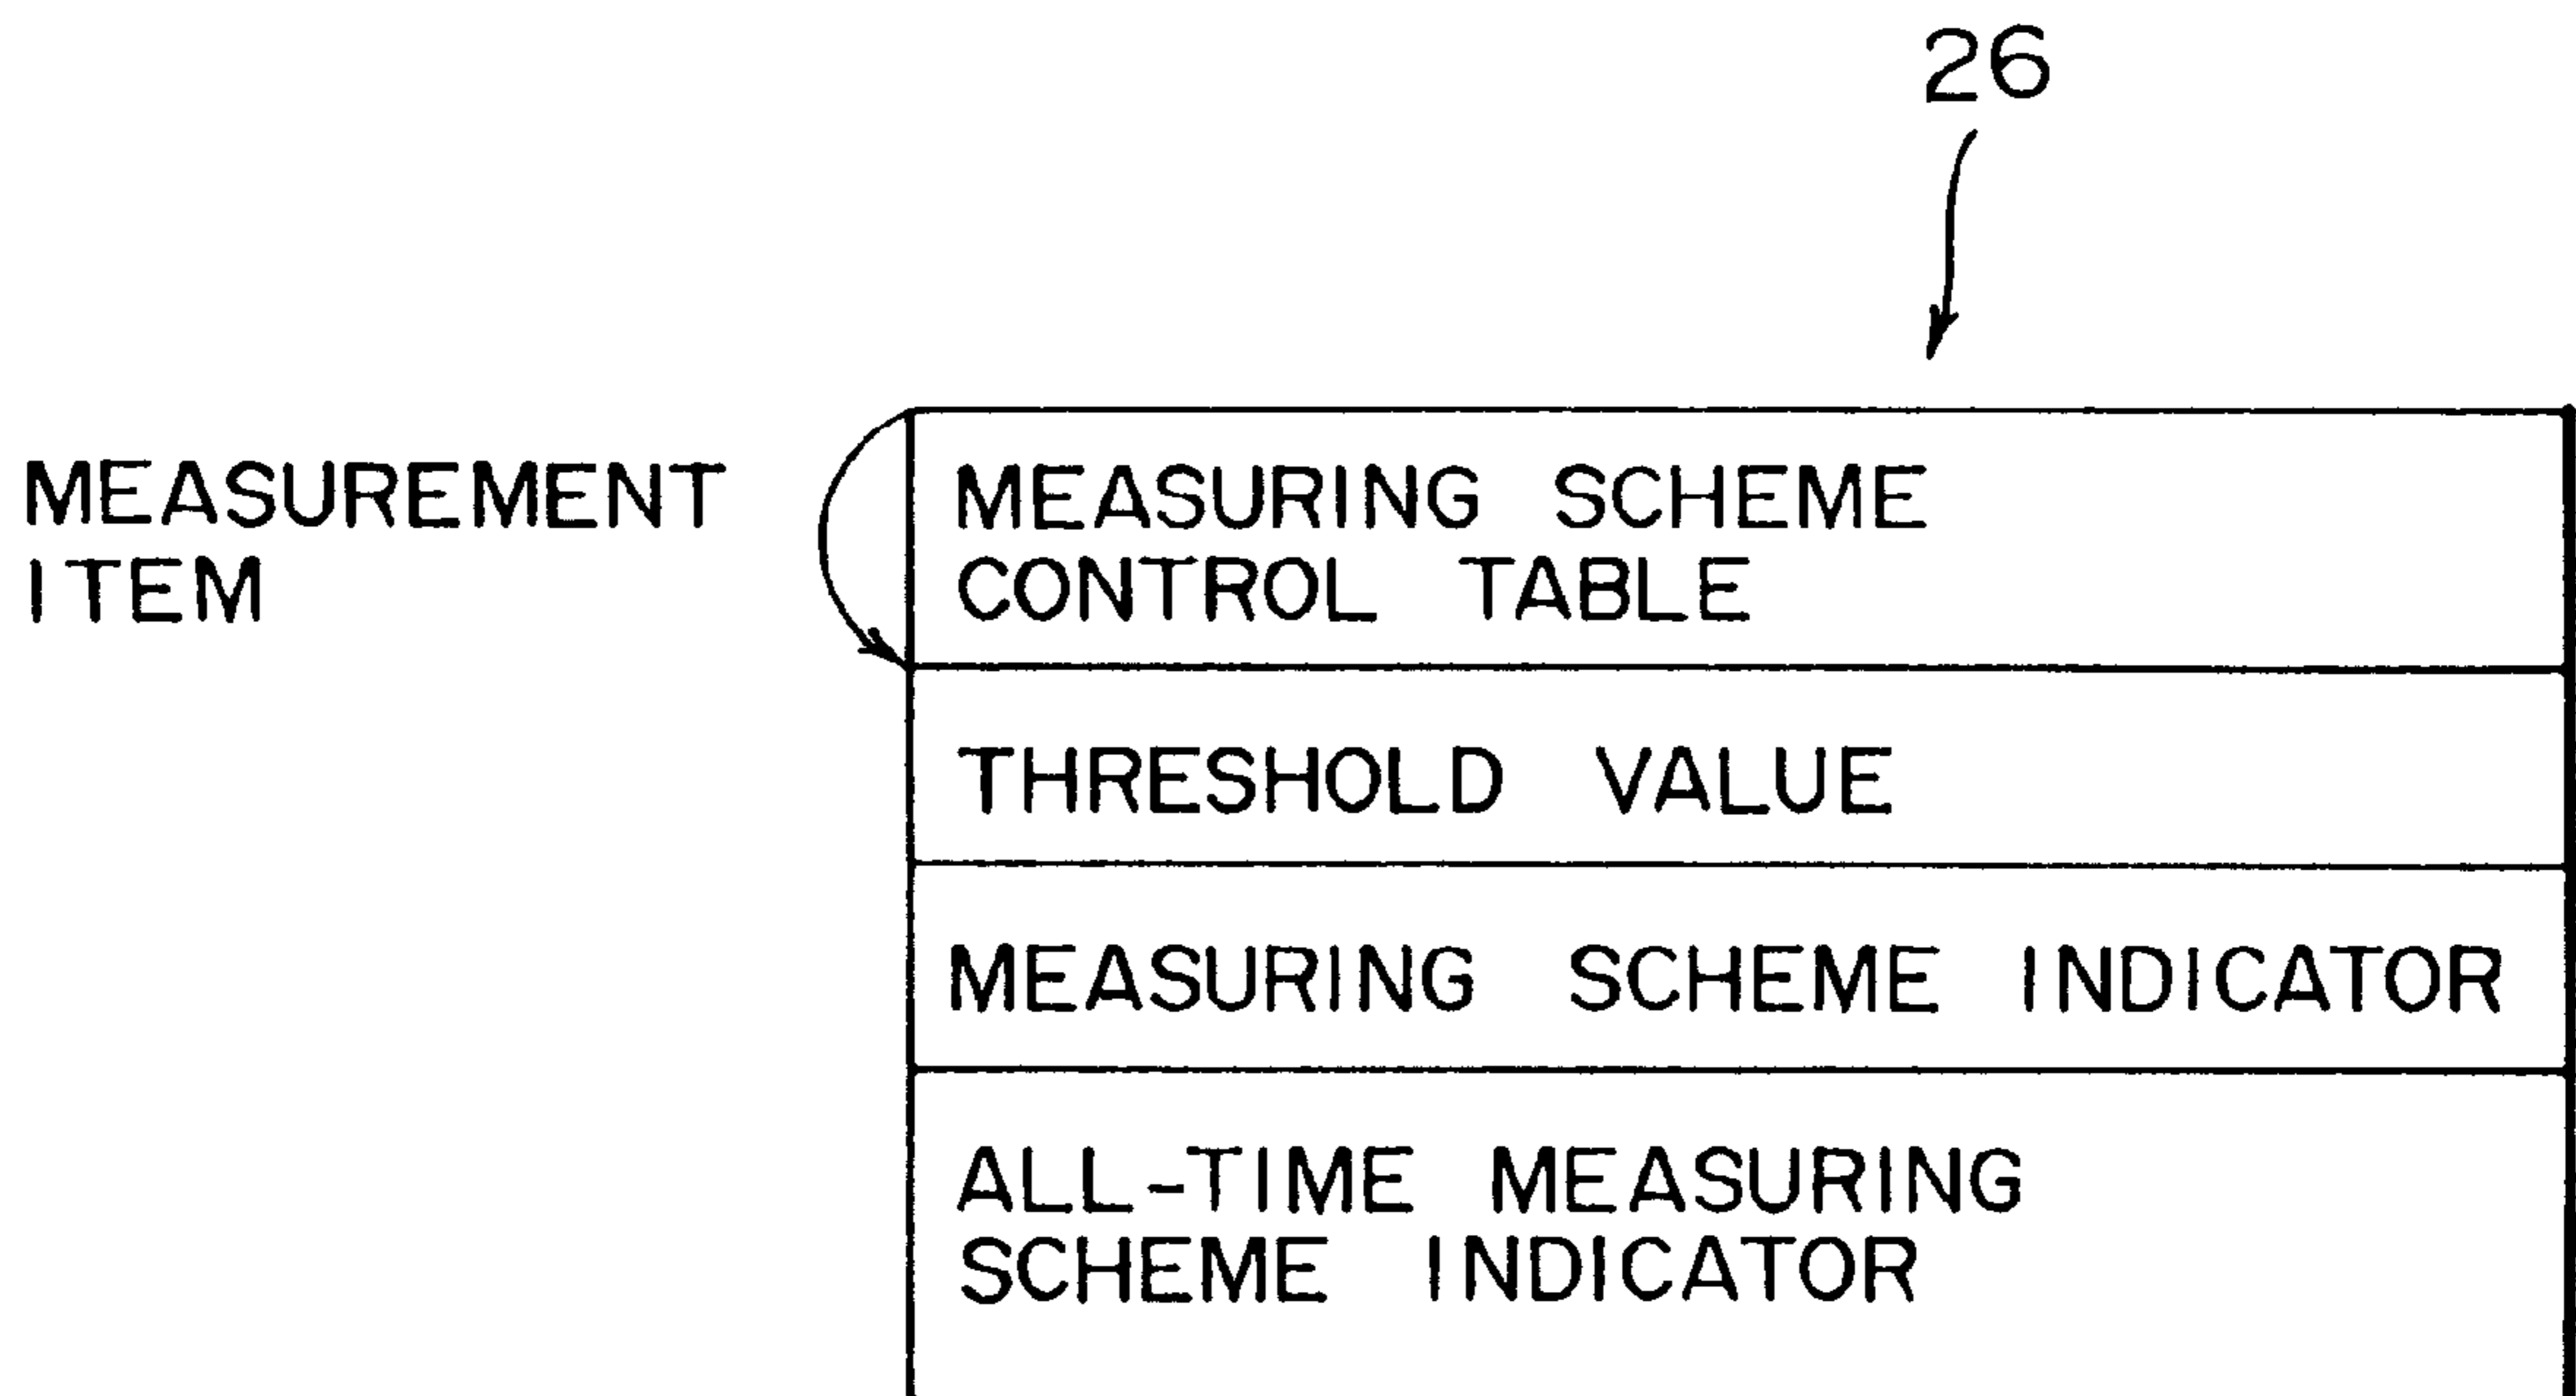 26
MEASUREMENT
ITEM
MEASURING SCHEME
CONTROL TABLE
THRESHOLD VALUE
MEASURING SCHEME INDICATOR
ALL-TIME MEASURING
SCHEME INDICATOR